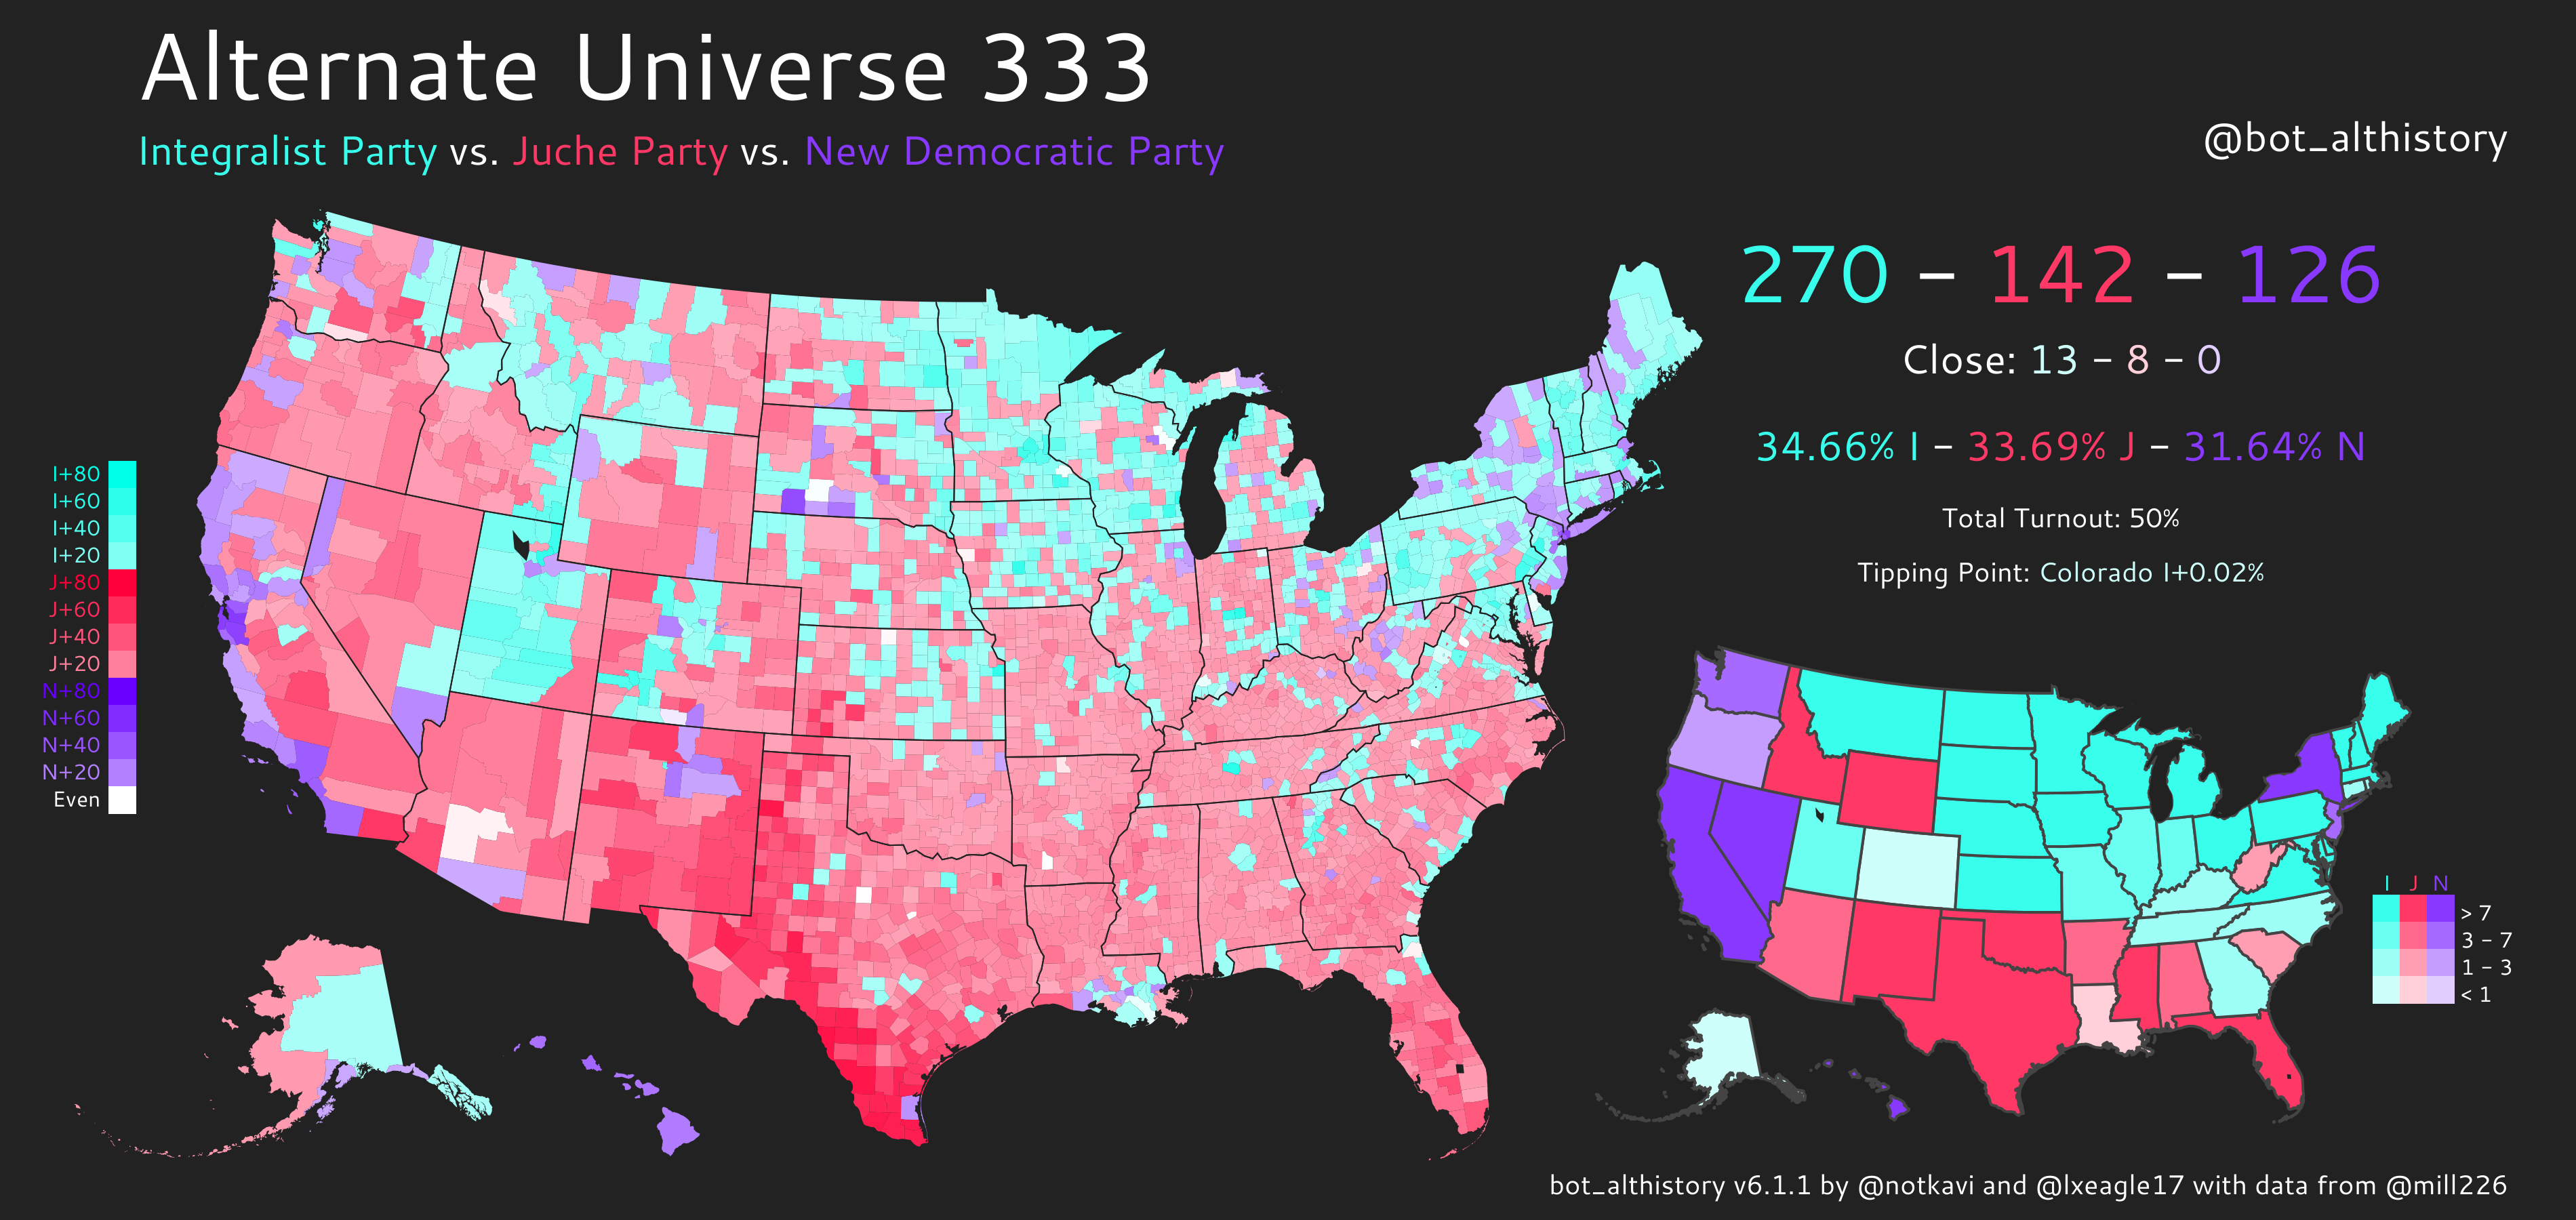 Alternate Universe 333
Integralist Party vs. Juche Party vs. New Democratic Party
@bot_althistory
270 - 142 - 126
Close: 13 - 8 - 0
34.66% I - 33.69% J - 31.64% N
Total Turnout: 50%
Tipping Point: Colorado I+0.02%
I+80
I+60
I+40
I+20
J+80
J+60
J+40
J+20
N+80
N+60
N+40
N+20
Even
I J N
> 7
3 - 7
1 - 3
< 1
bot_althistory v6.1.1 by @notkavi and @lxeagle17 with data from @mill226